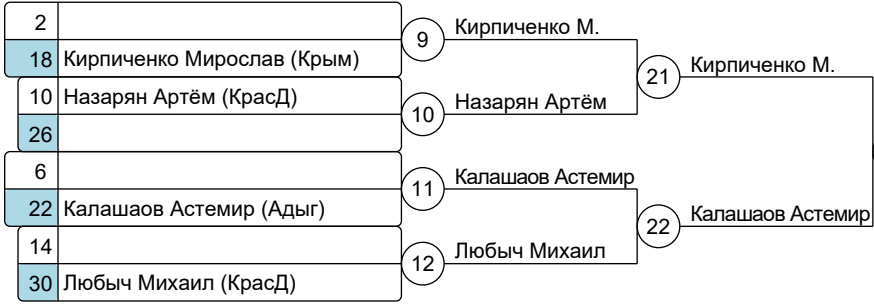 2
18 Кирпиченко Мирослав (Крым)
9 Кирпиченко М.
10 Назарян Артём (КрасД)
26
10 Назарян Артём
21 Кирпиченко М.
6
22 Калашаов Астемир (Адыг)
11 Калашаов Астемир
14
30 Любыч Михаил (КрасД)
12 Любыч Михаил
22 Калашаов Астемир